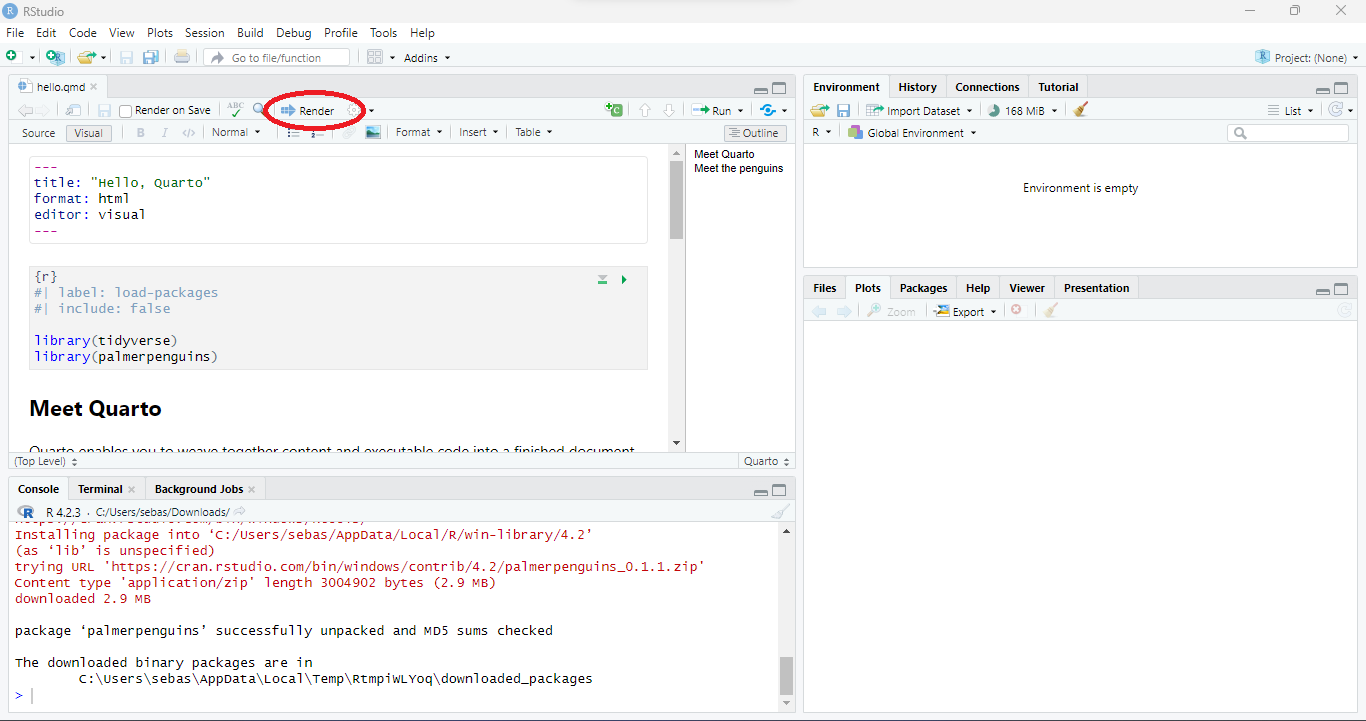 RStudio
File Edit Code View Plots Session Build Debug Profile Tools Help
Go to file/function Addins Project: (None)
hello.qmd
Render on Save ABC Render Run
Source Visual B I </> Normal Format Insert Table Outline
---
title: "Hello, Quarto"
format: html
editor: visual
---
{r}
#| label: load-packages
#| include: false
library(tidyverse)
library(palmerpenguins)
Meet Quarto
Quarto enables you to weave together content and executable code into a finished document
Meet Quarto
Meet the penguins
(Top Level) Quarto
Console Terminal Background Jobs
R R 4.2.3 · C:/Users/sebas/Downloads/
Installing package into ‘C:/Users/sebas/AppData/Local/R/win-library/4.2’
(as ‘lib’ is unspecified)
trying URL 'https://cran.rstudio.com/bin/windows/contrib/4.2/palmerpenguins_0.1.1.zip'
Content type 'application/zip' length 3004902 bytes (2.9 MB)
downloaded 2.9 MB
package ‘palmerpenguins’ successfully unpacked and MD5 sums checked
The downloaded binary packages are in
C:\Users\sebas\AppData\Local\Temp\RtmpiWLYoq\downloaded_packages
>
Environment History Connections Tutorial
Import Dataset 168 MiB List
R Global Environment
Environment is empty
Files Plots Packages Help Viewer Presentation
Zoom Export